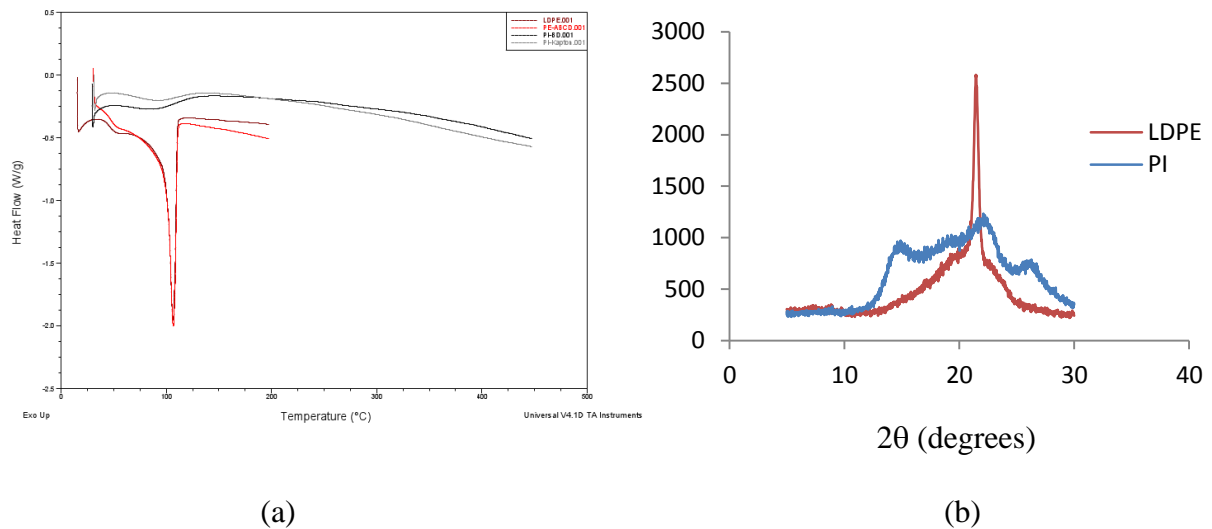 0.5
0.0
-0.5
-1.0
-1.5
-2.0
-2.5
Heat Flow (W/g)
LDPE.001
PE-ABCD.001
PI-BD.001
PI-Kapton.001
0 100 200 300 400 500
Exo Up
Temperature (°C)
Universal V4.1D TA Instruments
(a)
b)
3000
2500
2000
1500
1000
500
0
LDPE
PI
0 10 20 30 40
2θ (degrees)
(b)